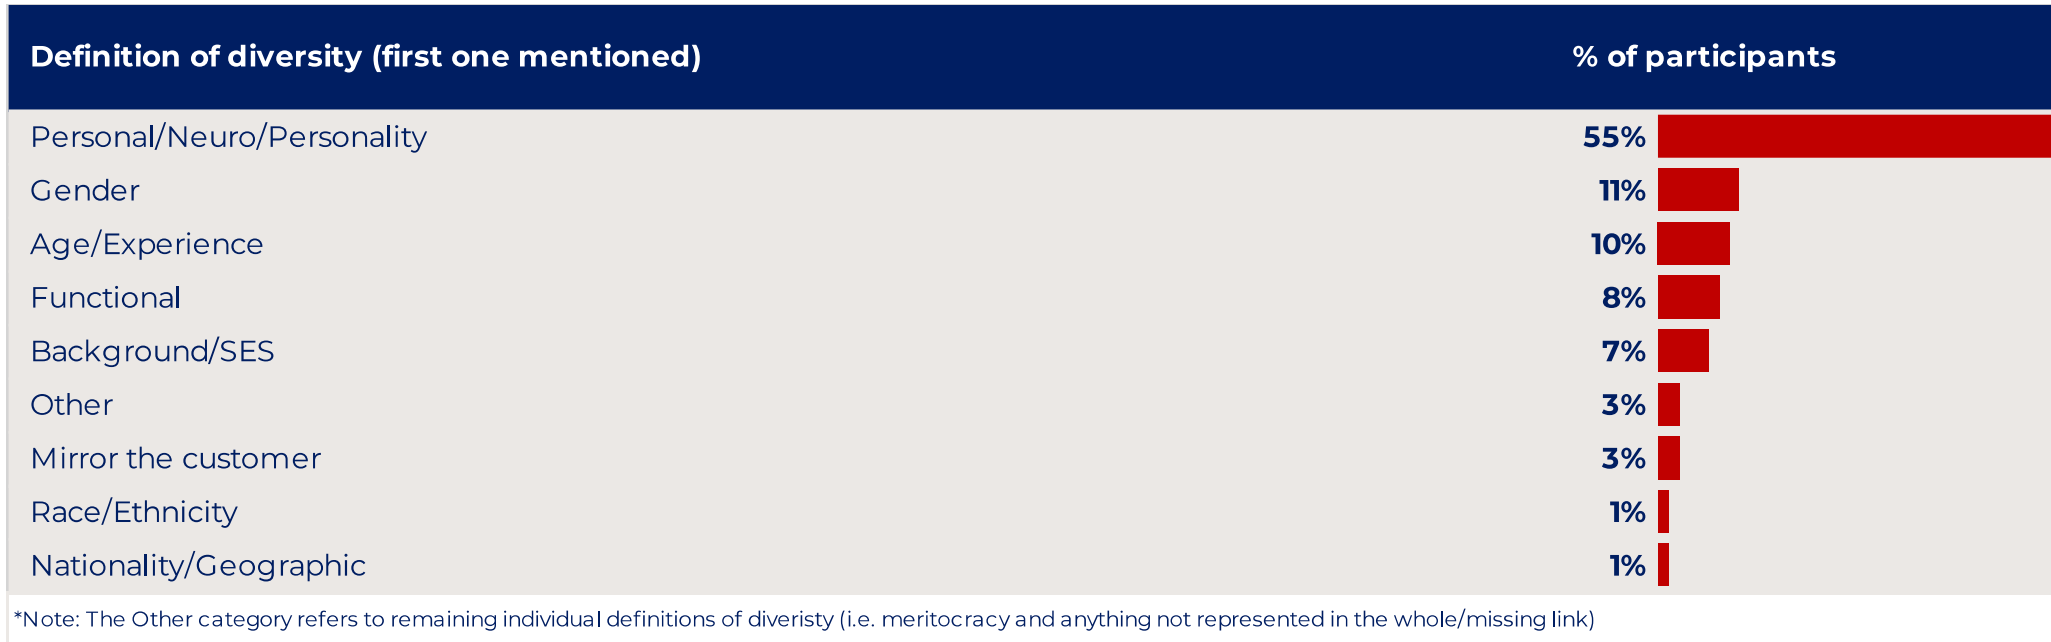 Definition of diversity (first one mentioned) % of participants
Personal/Neuro/Personality 55%
Gender 11%
Age/Experience 10%
Functional 8%
Background/SES 7%
Other 3%
Mirror the customer 3%
Race/Ethnicity 1%
Nationality/Geographic 1%
*Note: The Other category refers to remaining individual definitions of diveristy (i.e. meritocracy and anything not represented in the whole/missing link)